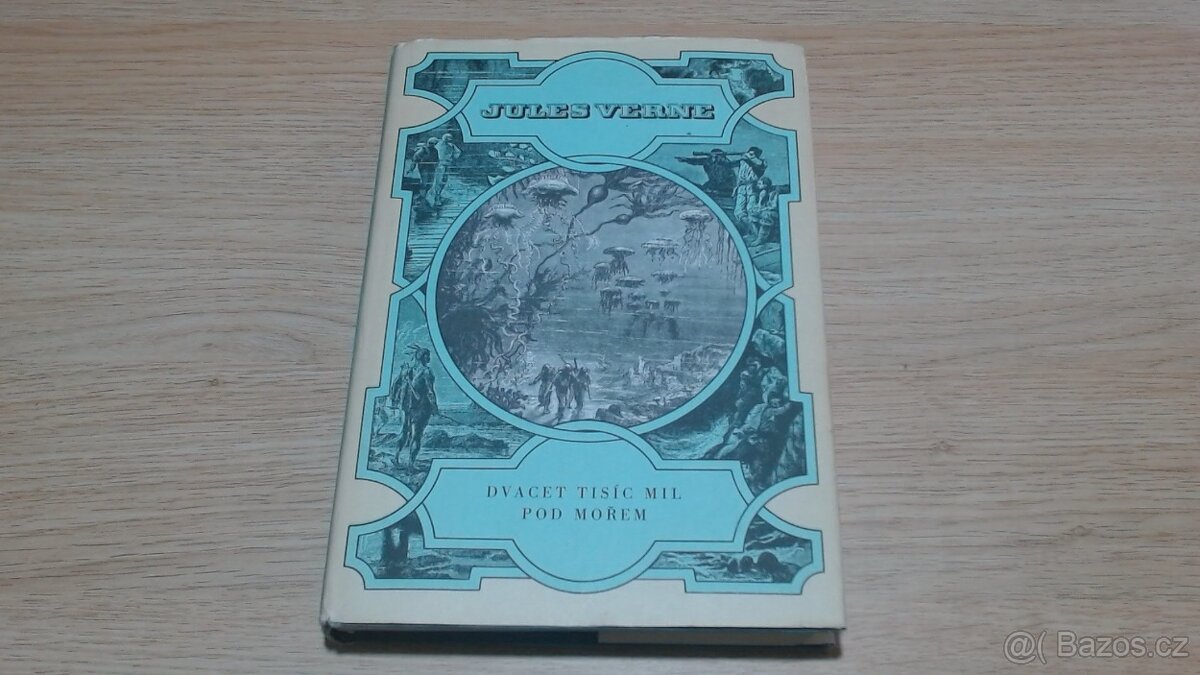 JULES VERNE
DVACET TISÍC MIL
POD MOŘEM
@( Bazos.cz